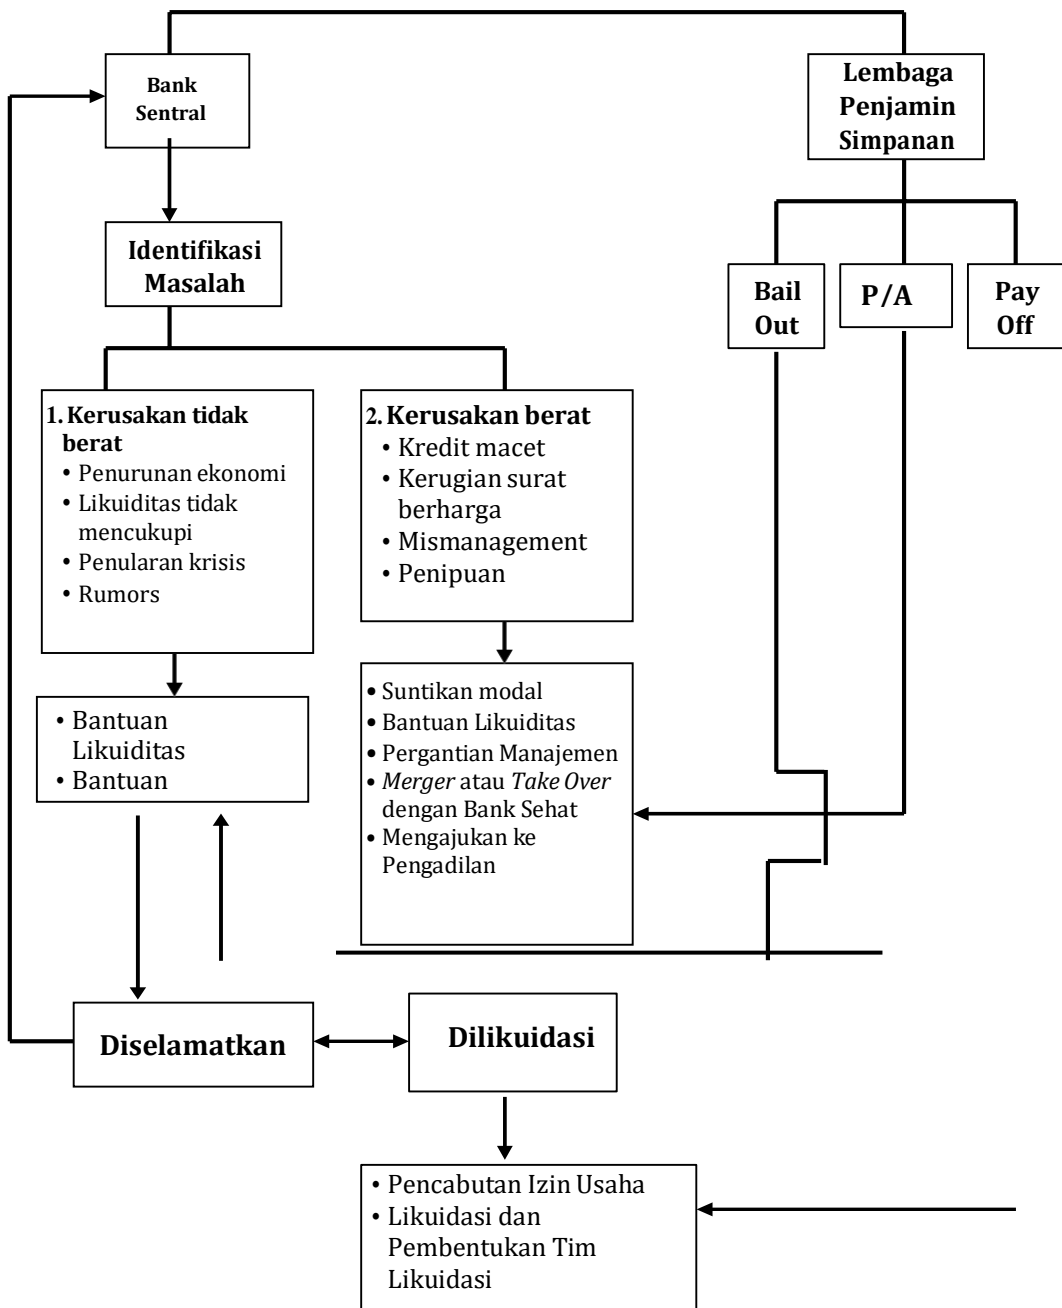 Bank
Sentral
Lembaga
Penjamin
Simpanan
Identifikasi
Masalah
Bail
Out
P/A
Pay
Off
1. Kerusakan tidak
berat
• Penurunan ekonomi
• Likuiditas tidak
mencukupi
• Penularan krisis
• Rumors
2. Kerusakan berat
• Kredit macet
• Kerugian surat
berharga
• Mismanagement
• Penipuan
• Bantuan
Likuiditas
• Bantuan
• Suntikan modal
• Bantuan Likuiditas
• Pergantian Manajemen
• Merger atau Take Over
dengan Bank Sehat
• Mengajukan ke
Pengadilan
Diselamatkan
Dilikuidasi
• Pencabutan Izin Usaha
• Likuidasi dan
Pembentukan Tim
Likuidasi